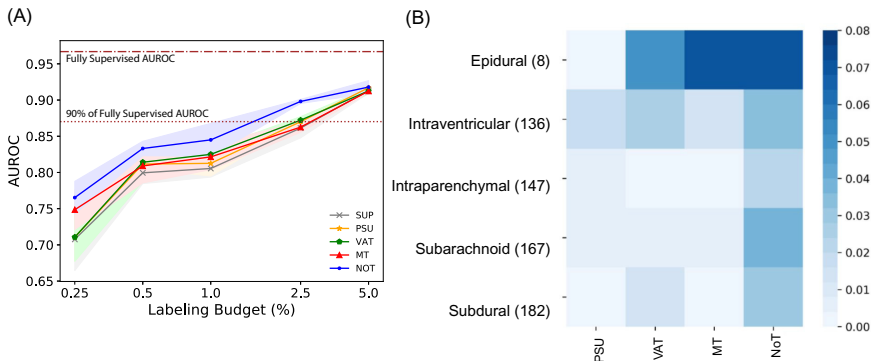 (A)
(B)
AUROC
0.95
0.90
0.85
0.80
0.75
0.70
0.65
Fully Supervised AUROC
90% of Fully Supervised AUROC
SUP
PSU
VAT
MT
NOT
0.25
0.5
1.0
2.5
5.0
Labeling Budget (%)
Epidural (8)
Intraventricular (136)
Intraparenchymal (147)
Subarachnoid (167)
Subdural (182)
PSU
VAT
MT
NoT
0.08
0.07
0.06
0.05
0.04
0.03
0.02
0.01
0.00